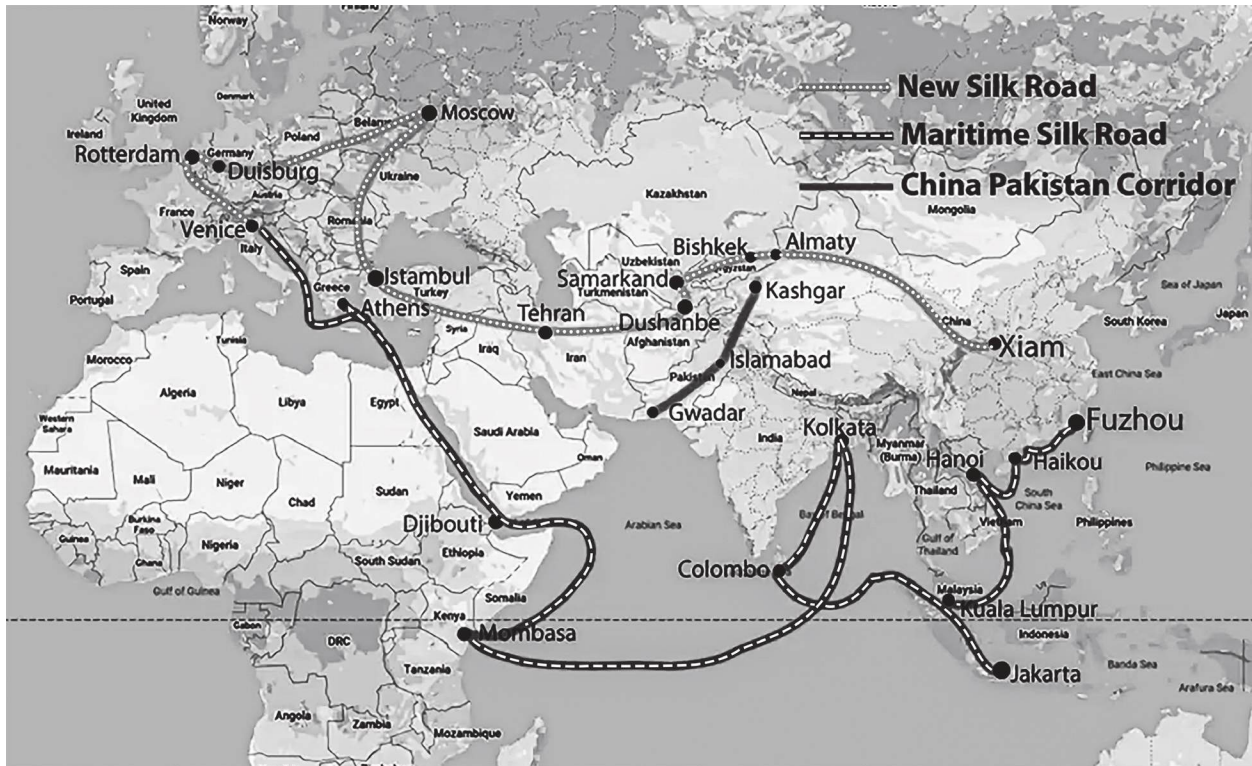 Norway
United
Kingdom
Denmark
Ireland
Rotterdam
Germany
Duisburg
Poland
Belarus
Moscow
Ukraine
Austria
France
Venice
Italy
Romania
Spain
Portugal
Greece
Istambul
Turkey
Athens
Tehran
New Silk Road
Maritime Silk Road
China Pakistan Corridor
Kazakhstan
Mongolia
Bishkek
Almaty
Uzbekistan
Kyrgyzstan
Samarkand
Turkmenistan
Kashgar
Dushanbe
Afghanistan
China
Xiam
Sea of Japan
South Korea
Japan
East China Sea
Islamabad
Pakistan
Gwadar
Nepal
Kolkata
India
Myanmar
(Burma)
Fuzhou
Hanoi
Haikou
Philippine Sea
Thailand
South
China Sea
Vietnam
Philippines
Gulf of
Thailand
Bay of Bengal
Colombo
Malaysia
Kuala Lumpur
Indonesia
Jakarta
Banda Sea
Arafura Sea
Arabian Sea
Morocco
Tunisia
Algeria
Libya
Egypt
Syria
Iraq
Iran
Saudi Arabia
Oman
Yemen
Western
Sahara
Mauritania
Mali
Niger
Chad
Sudan
Djibouti
Burkina
Faso
Guinea
Ghana
Nigeria
South Sudan
Ethiopia
Somalia
Gulf of Guinea
Gabon
DRC
Kenya
Mombasa
Tanzania
Angola
Zambia
Mozambique